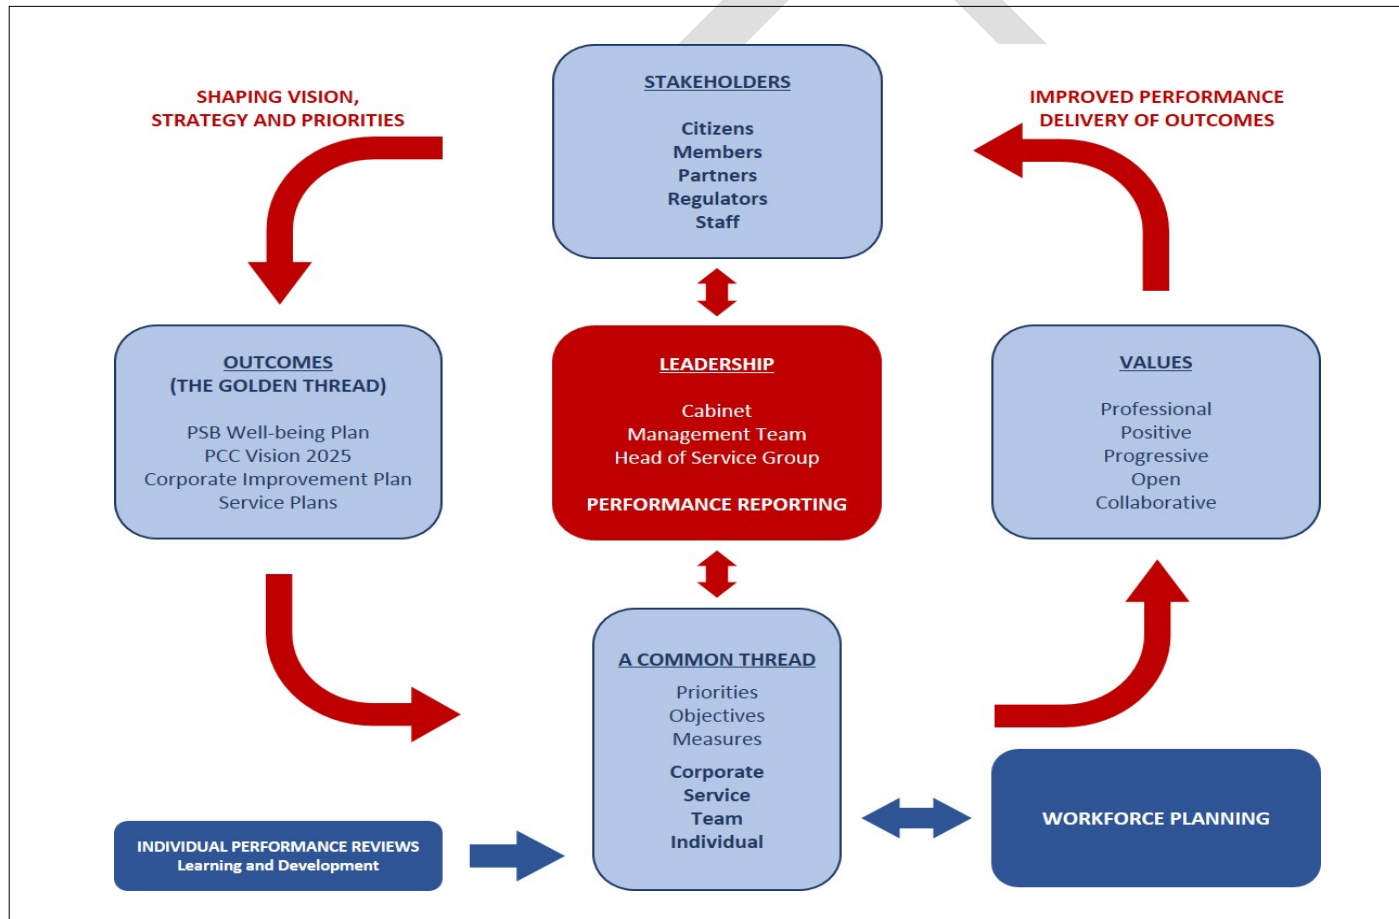 SHAPING VISION,
STRATEGY AND PRIORITIES
STAKEHOLDERS
Citizens
Members
Partners
Regulators
Staff
IMPROVED PERFORMANCE
DELIVERY OF OUTCOMES
OUTCOMES
(THE GOLDEN THREAD)
PSB Well-being Plan
PCC Vision 2025
Corporate Improvement Plan
Service Plans
LEADERSHIP
Cabinet
Management Team
Head of Service Group
PERFORMANCE REPORTING
VALUES
Professional
Positive
Progressive
Open
Collaborative
A COMMON THREAD
Priorities
Objectives
Measures
Corporate
Service
Team
Individual
INDIVIDUAL PERFORMANCE REVIEWS
Learning and Development
WORKFORCE PLANNING